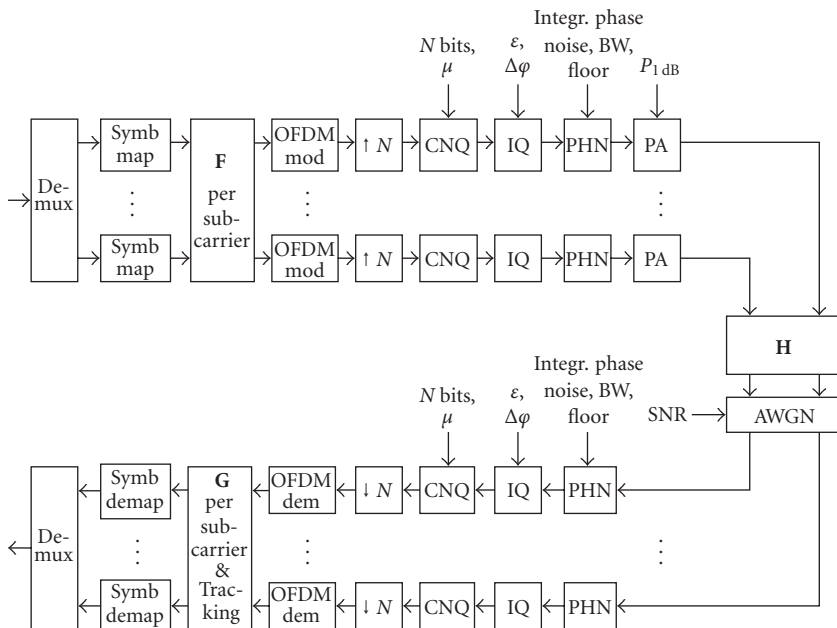 Integr. phase
noise, BW,
floor
N bits,
μ
ε,
Δφ
P1 dB
De-
mux
Symb
map
F
per
sub-
carrier
OFDM
mod
↑ N
CNQ
IQ
PHN
PA
Symb
map
OFDM
mod
↑ N
CNQ
IQ
PHN
PA
H
Integr. phase
noise, BW,
floor
N bits,
μ
ε,
Δφ
SNR
AWGN
De-
mux
Symb
demap
G
per
sub-
carrier
&
Trac-
king
OFDM
dem
↓ N
CNQ
IQ
PHN
Symb
demap
OFDM
dem
↓ N
CNQ
IQ
PHN